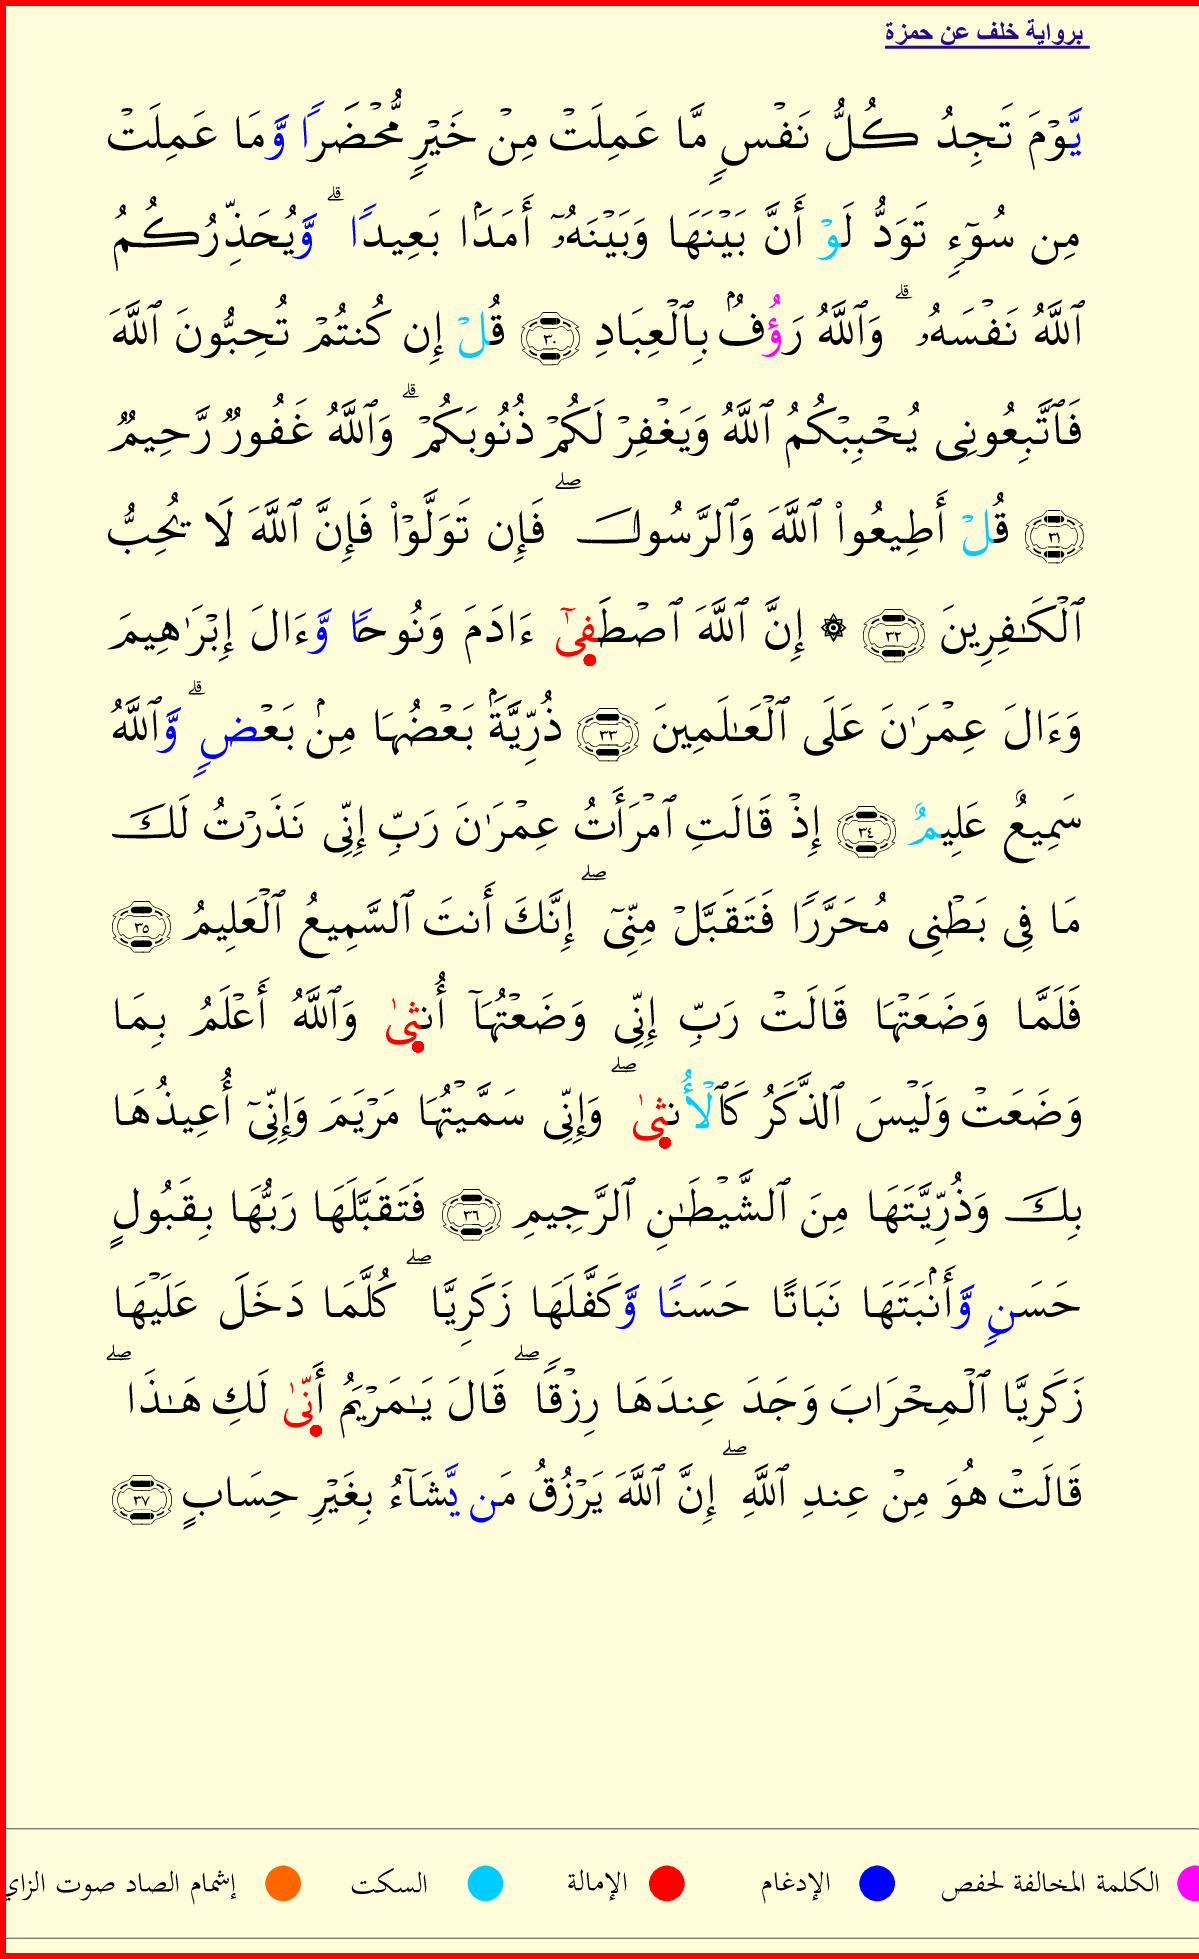 برواية خلف عن حمزة
يَّوْمَ تَجِدُ كُلُّ نَفْسٍ مَّا عَمِلَتْ مِنْ خَيْرٍ مُّحْضَرًا وَّمَا عَمِلَتْ
مِن سُوٓءٍ تَوَدُّ لَوْ أَنَّ بَيْنَهَا وَبَيْنَهُۥٓ أَمَدَۢا بَعِيدًا ۗ وَّيُحَذِّرُكُمُ
ٱللَّهُ نَفْسَهُۥ ۗ وَٱللَّهُ رَؤُفُۢ بِٱلْعِبَادِ ٣٠ قُلْ إِن كُنتُمْ تُحِبُّونَ ٱللَّهَ
فَٱتَّبِعُونِى يُحْبِبْكُمُ ٱللَّهُ وَيَغْفِرْ لَكُمْ ذُنُوبَكُمْ ۗ وَٱللَّهُ غَفُورٌ رَّحِيمٌ
٣١ قُلْ أَطِيعُوا۟ ٱللَّهَ وَٱلرَّسُولَ ۖ فَإِن تَوَلَّوْا۟ فَإِنَّ ٱللَّهَ لَا يُحِبُّ
ٱلْكَـٰفِرِينَ ٣٢ ۞ إِنَّ ٱللَّهَ ٱصْطَفِىٰٓ ءَادَمَ وَنُوحًا وَّءَالَ إِبْرَٰهِيمَ
وَءَالَ عِمْرَٰنَ عَلَى ٱلْعَـٰلَمِينَ ٣٣ ذُرِّيَّةَۢ بَعْضُهَا مِنۢ بَعْضٍ ۗ وَّٱللَّهُ
سَمِيعٌ عَلِيمٌ ٣٤ إِذْ قَالَتِ ٱمْرَأَتُ عِمْرَٰنَ رَبِّ إِنِّى نَذَرْتُ لَكَ
مَا فِى بَطْنِى مُحَرَّرًا فَتَقَبَّلْ مِنِّىٓ ۖ إِنَّكَ أَنتَ ٱلسَّمِيعُ ٱلْعَلِيمُ ٣٥
فَلَمَّا وَضَعَتْهَا قَالَتْ رَبِّ إِنِّى وَضَعْتُهَآ أُنثِىٰ وَٱللَّهُ أَعْلَمُ بِمَا
وَضَعَتْ وَلَيْسَ ٱلذَّكَرُ كَٱلْأُنثِىٰ ۖ وَإِنِّى سَمَّيْتُهَا مَرْيَمَ وَإِنِّىٓ أُعِيذُهَا
بِكَ وَذُرِّيَّتَهَا مِنَ ٱلشَّيْطَـٰنِ ٱلرَّجِيمِ ٣٦ فَتَقَبَّلَهَا رَبُّهَا بِقَبُولٍ
حَسَنٍ وَّأَنۢبَتَهَا نَبَاتًا حَسَنًا وَّكَفَّلَهَا زَكَرِيَّا ۖ كُلَّمَا دَخَلَ عَلَيْهَا
زَكَرِيَّا ٱلْمِحْرَابَ وَجَدَ عِندَهَا رِزْقًا ۖ قَالَ يَـٰمَرْيَمُ أَنِّىٰ لَكِ هَـٰذَا ۖ
قَالَتْ هُوَ مِنْ عِندِ ٱللَّهِ ۖ إِنَّ ٱللَّهَ يَرْزُقُ مَن يَّشَآءُ بِغَيْرِ حِسَابٍ ٣٧
الكلمة المخالفة لحفص الإدغام الإمالة السكت إشمام الصاد صوت الزاي